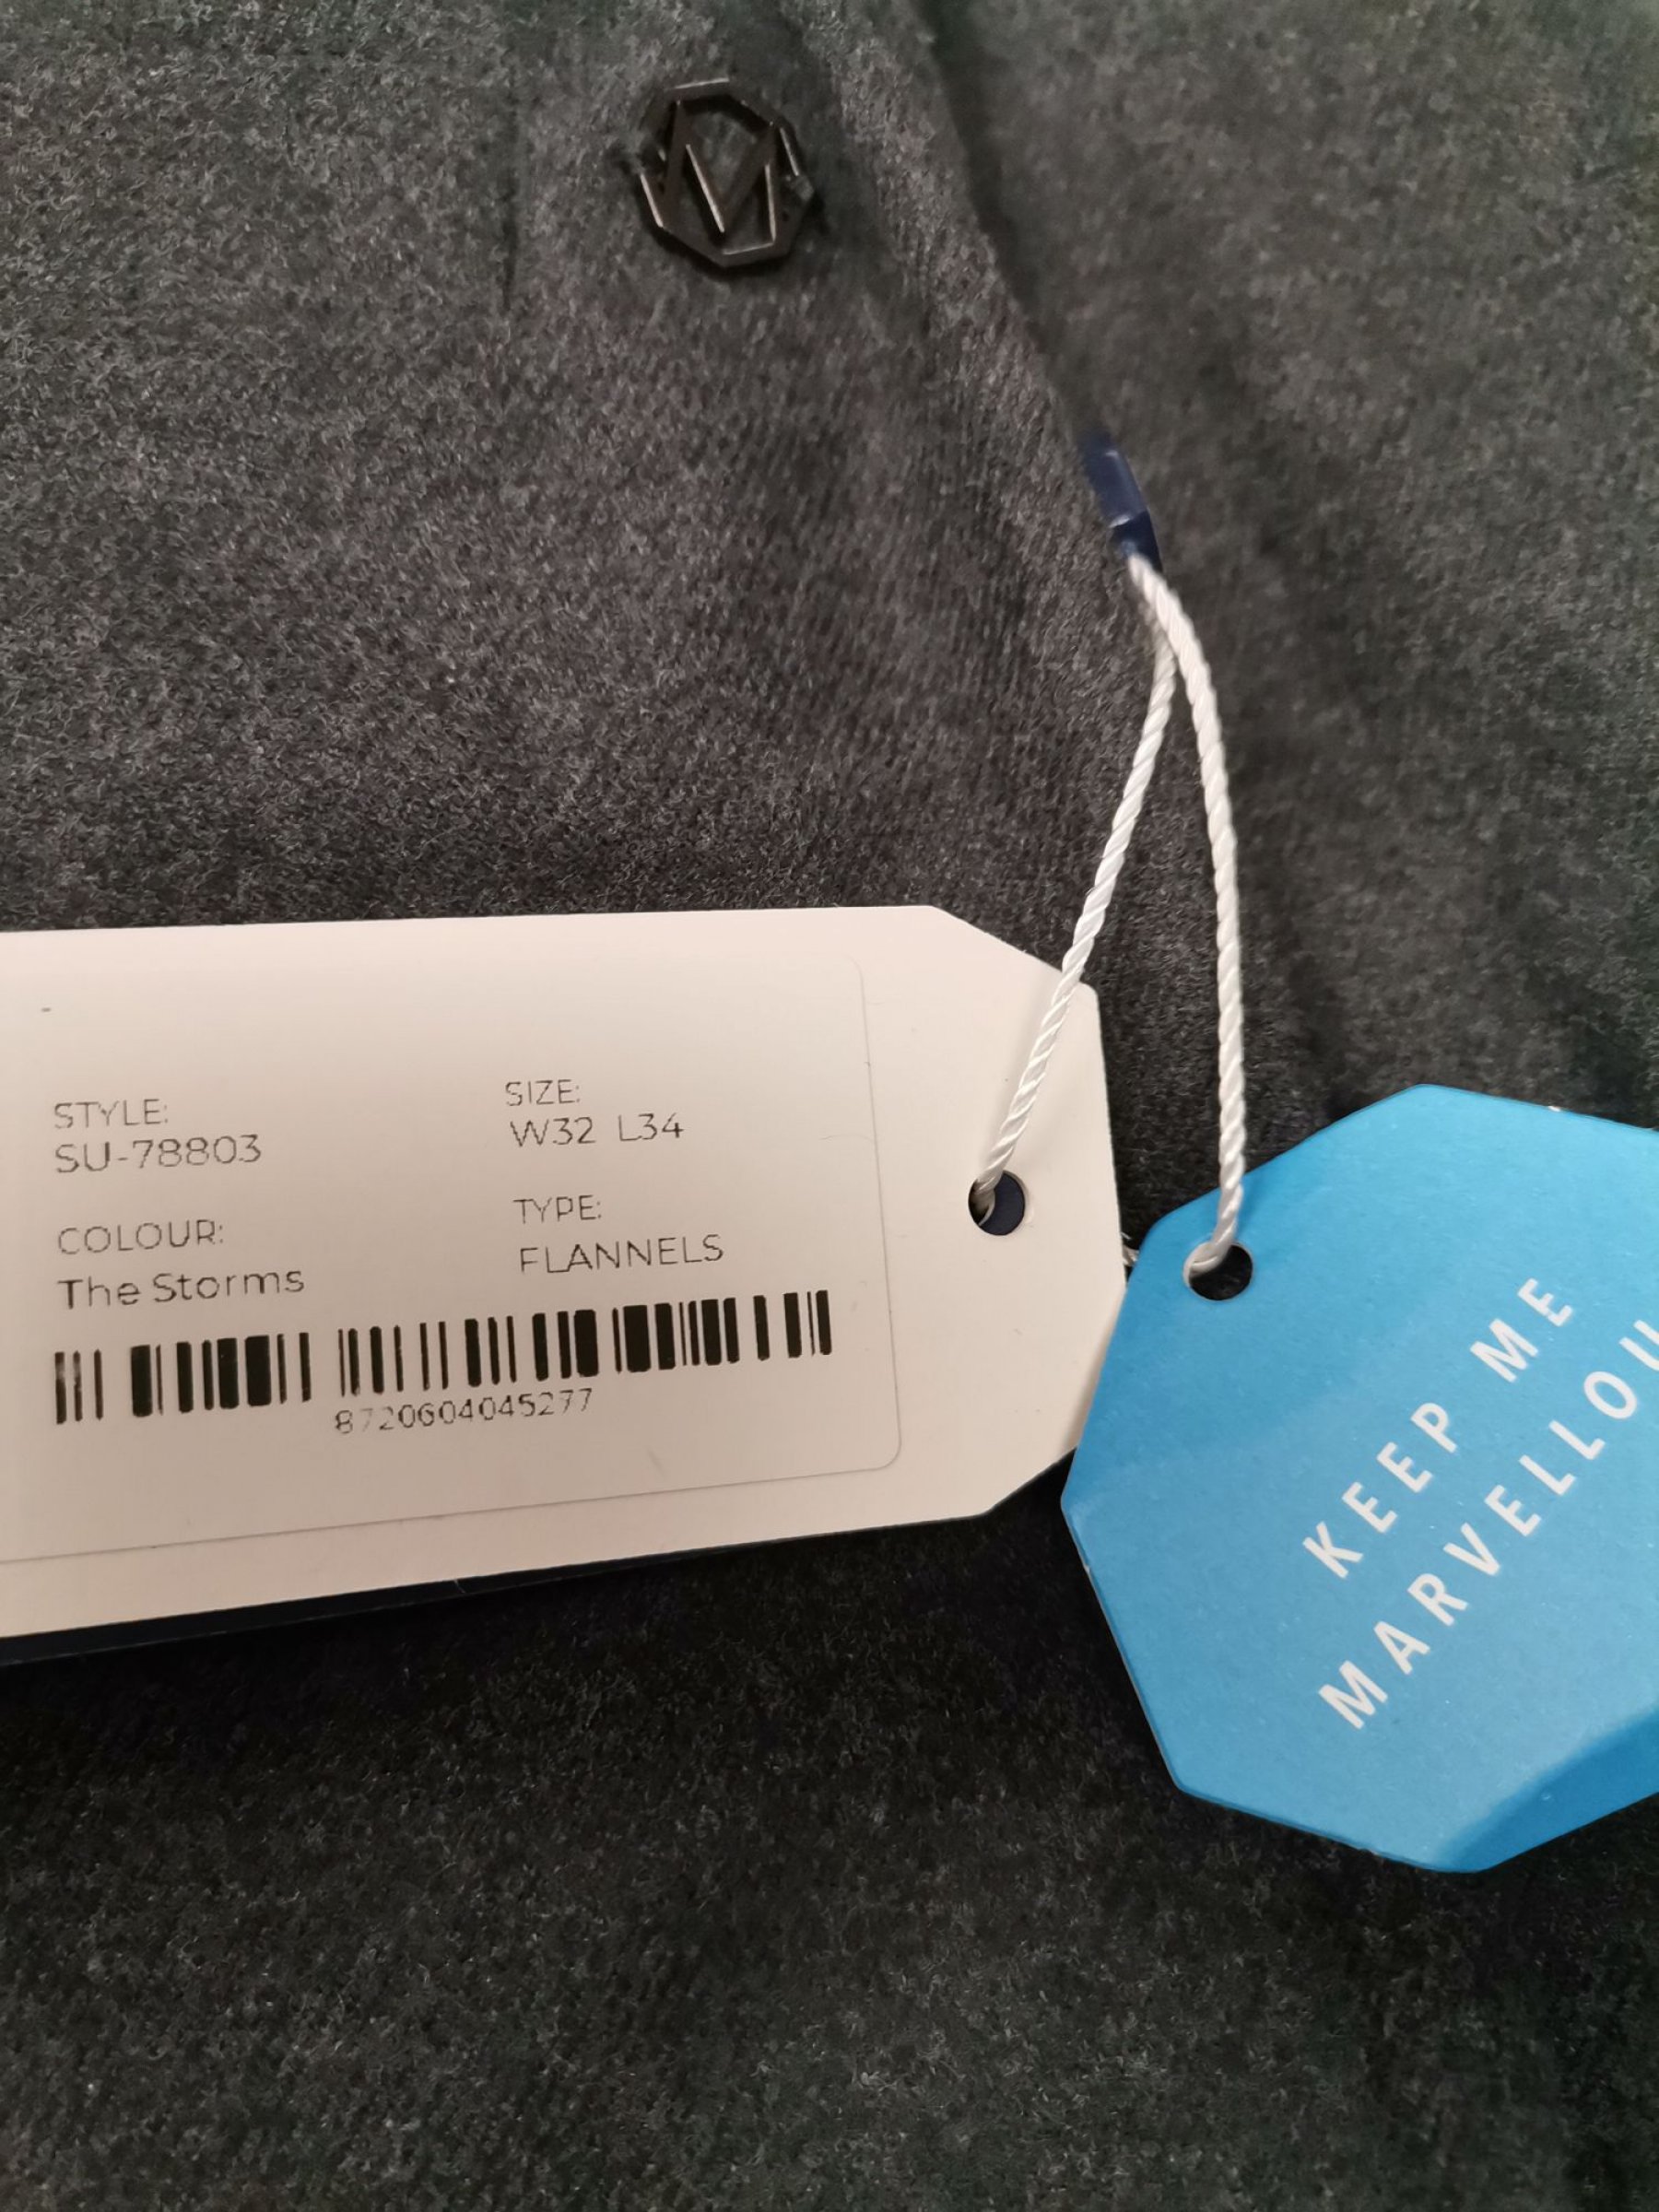 STYLE:
SU-78803
SIZE:
W32 L34
COLOUR:
The Storms
TYPE:
FLANNELS
8720604045277
KEEP ME
MARVELLOU